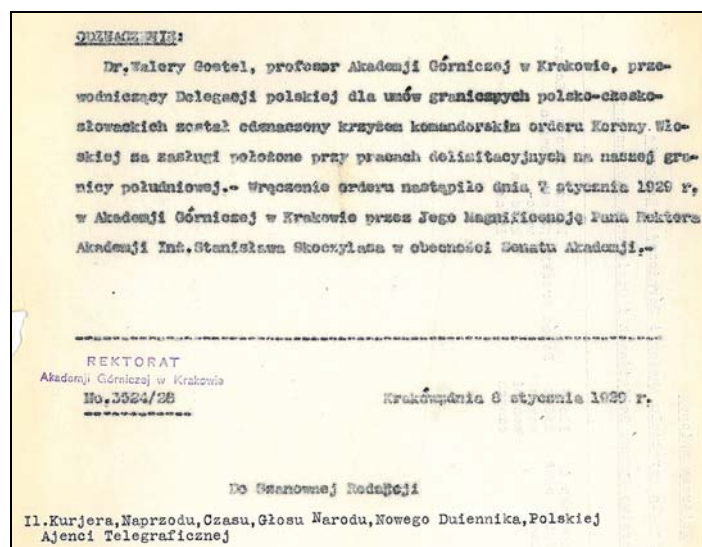 ODZNACZENIE:
Dr.Walery Goetel, profesor Akademji Górniczej w Krakowie, prze-
wodniczący Delegacji polskiej dla umów granicznych polsko-czesko-
słowackich został odznaczony krzyżem komandorskim orderu Korony Wło-
skiej za zasługi położone przy pracach delimitacyjnych na naszej gra-
nicy południowej.- Wręczenie orderu nastąpiło dnia 7 stycznia 1929 r.
w Akademji Górniczej w Krakowie przez Jego Magnificencję Pana Rektora
Akademji Inż.Stanisława Skoczylasa w obecności Senatu Akademji.-
REKTORAT
Akademji Górniczej w Krakowie
No.3524/28
Kraków,dnia 8 stycznia 1929 r.
Do Szanownej Redakcji
Il.Kurjera,Naprzodu,Czasu,Głosu Narodu,Nowego Duiennika,Polskiej
Ajenci Telegraficznej